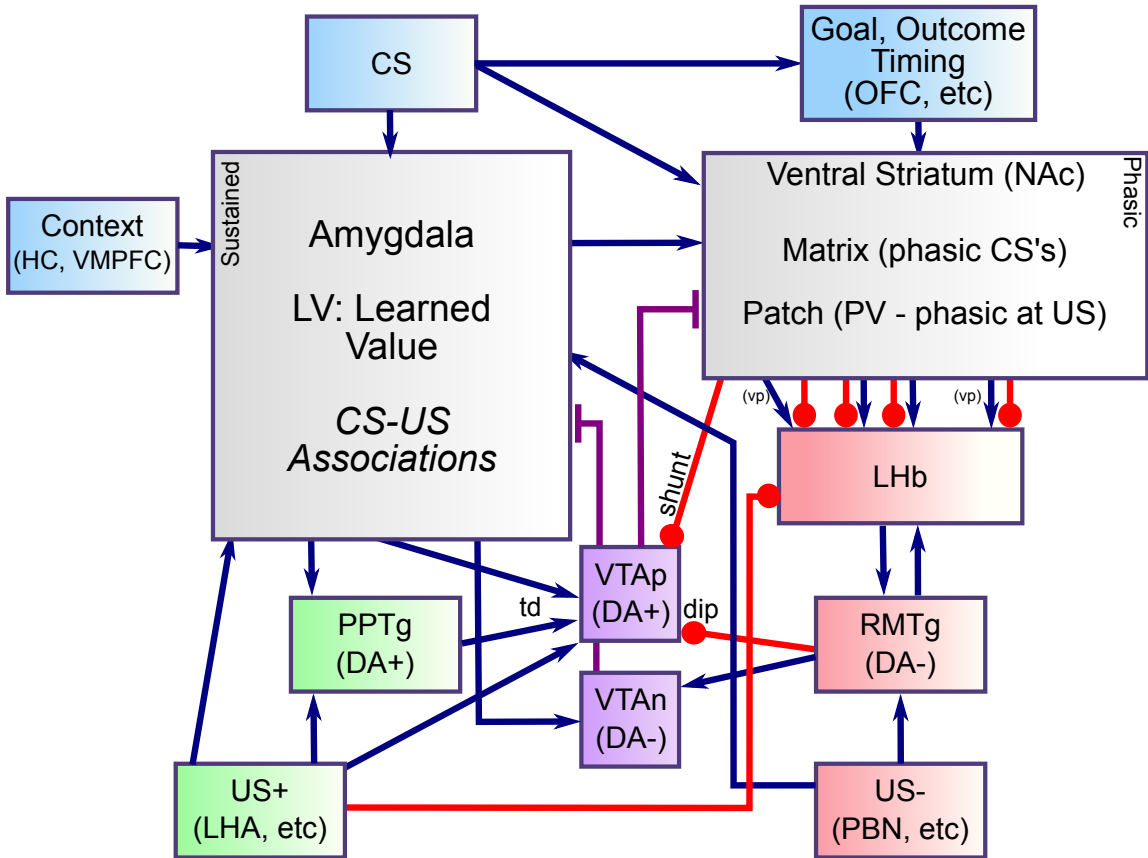 CS
Goal, Outcome
Timing
(OFC, etc)
Context
(HC, VMPFC)
Sustained
Amygdala
LV: Learned
Value
CS-US
Associations
Phasic
Ventral Striatum (NAc)
Matrix (phasic CS's)
Patch (PV - phasic at US)
(vp)
(vp)
LHb
shunt
td
VTAp
(DA+)
dip
PPTg
(DA+)
RMTg
(DA-)
VTAn
(DA-)
US+
(LHA, etc)
US-
(PBN, etc)